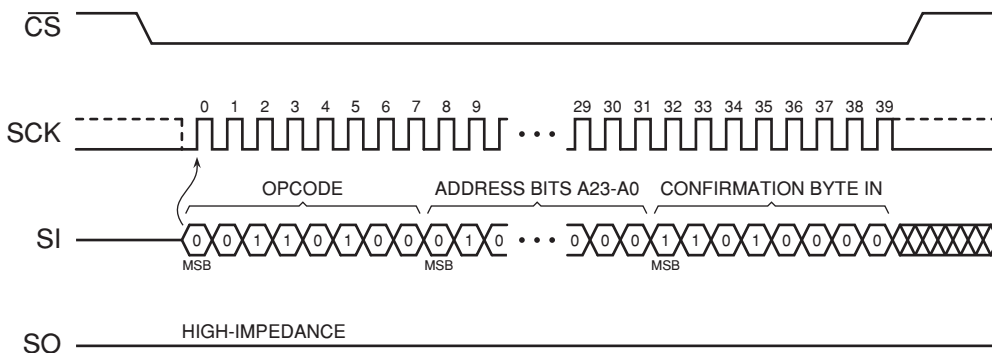 CS
0 1 2 3 4 5 6 7 8 9 29 30 31 32 33 34 35 36 37 38 39
SCK
OPCODE ADDRESS BITS A23-A0 CONFIRMATION BYTE IN
SI 0 0 1 1 0 1 0 0 0 1 0 0 0 0 1 1 0 1 0 0 0 0
MSB MSB MSB
HIGH-IMPEDANCE
SO